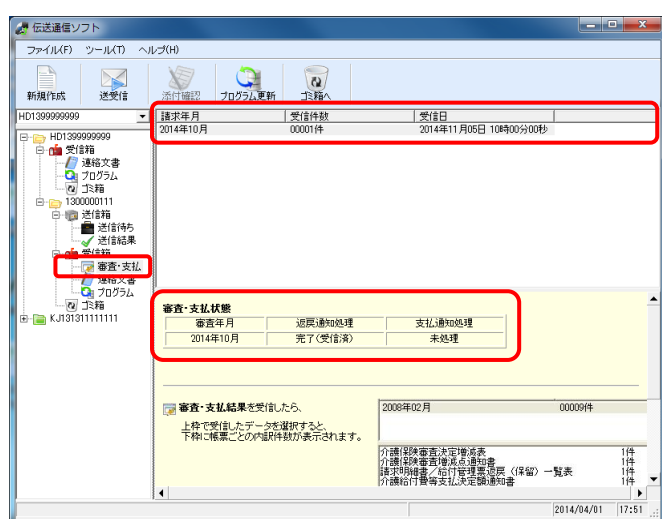 伝送通信ソフト
ファイル(F) ツール(T) ヘルプ(H)
新規作成 送受信 添付確認 プログラム更新 ゴミ箱へ
HD1399999999
HD1399999999
受信箱
連絡文書
プログラム
ゴミ箱
1300000111
送信箱
送信待ち
送信結果
受信箱
審査・支払
連絡文書
プログラム
ゴミ箱
KJ131311111111
請求年月 受信件数 受信日
2014年10月 00001件 2014年11月05日 10時00分00秒
審査・支払状態
審査年月 返戻通知処理 支払通知処理
2014年10月 完了(受信済) 未処理
審査・支払結果を受信したら、
上枠で受信したデータを選択すると、
下枠に帳票ごとの内訳件数が表示されます。
2008年02月 00009件
介護保険審査決定増減表 1件
介護保険審査増減点通知書 1件
請求明細書/給付管理票返戻(保留)一覧表 1件
介護給付費等支払決定額通知書 1件
2014/04/01 17:51